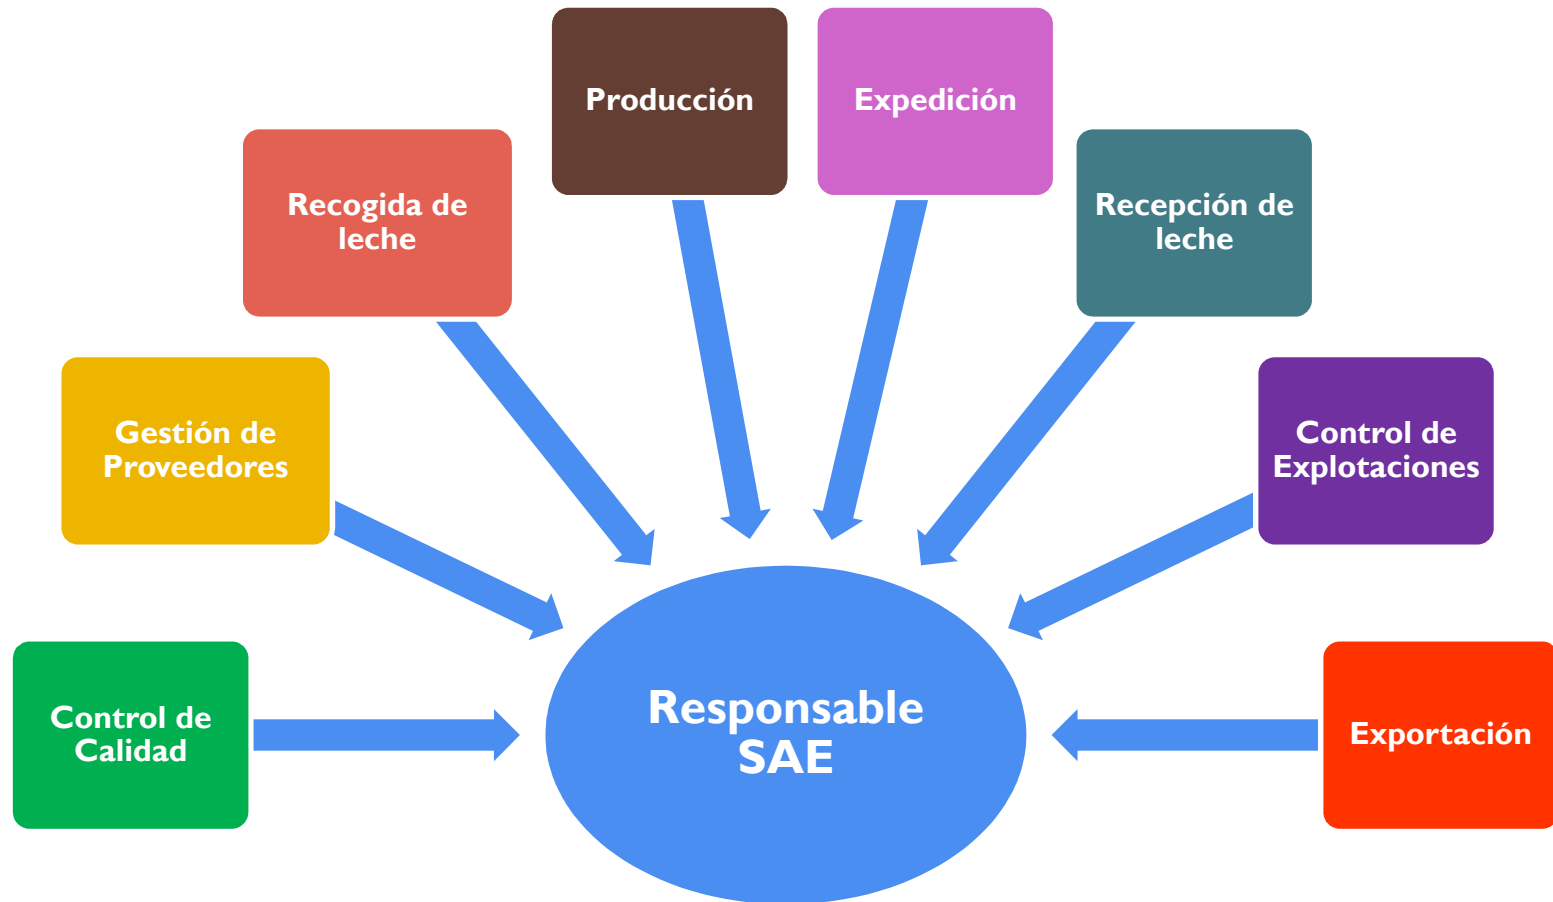 Producción
Expedición
Recogida de
leche
Recepción de
leche
Gestión de
Proveedores
Control de
Explotaciones
Control de
Calidad
Responsable
SAE
Exportación